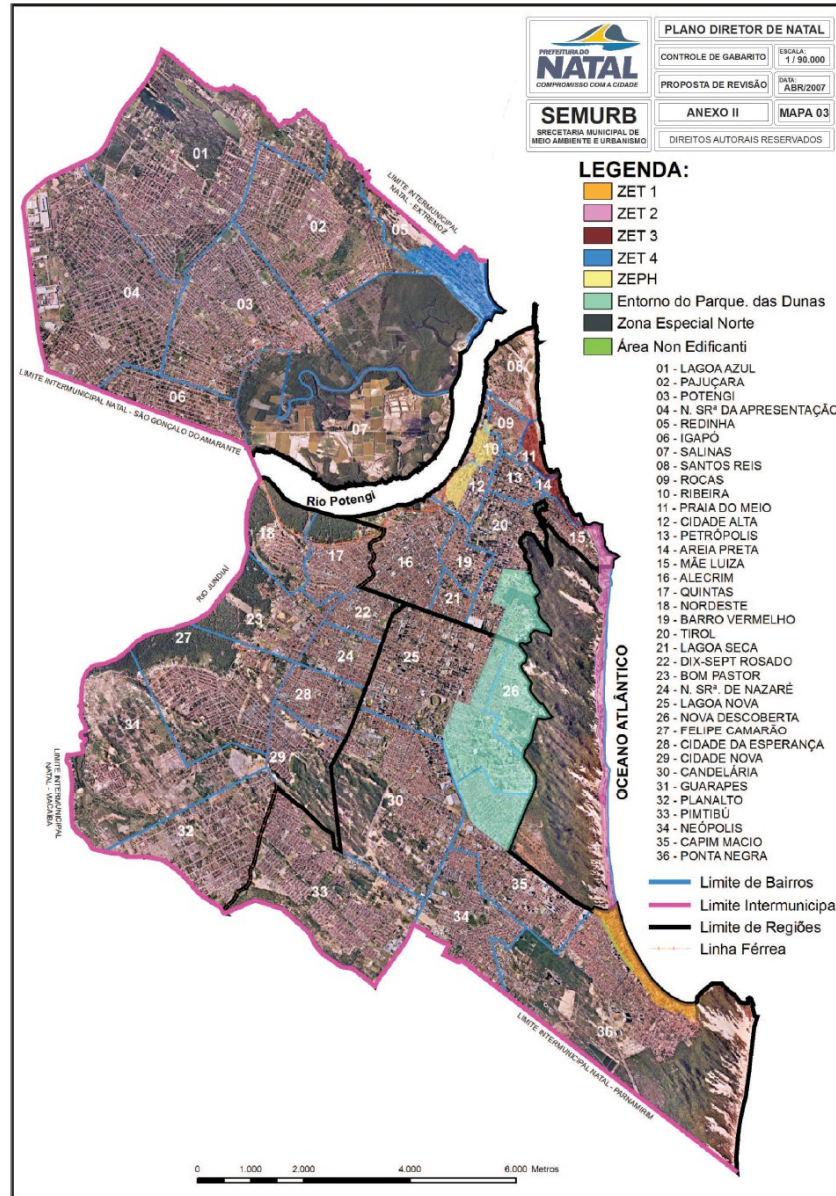 PREFEITURA DO
NATAL
COMPROMISSO COM A CIDADE
SEMURB
SRECETARIA MUNICIPAL DE
MEIO AMBIENTE E URBANISMO
PLANO DIRETOR DE NATAL
CONTROLE DE GABARITO
ESCALA:
1 / 90.000
PROPOSTA DE REVISÃO
DATA:
ABR/2007
ANEXO II
MAPA 03
DIREITOS AUTORAIS RESERVADOS
LEGENDA:
ZET 1
ZET 2
ZET 3
ZET 4
ZEPH
Entorno do Parque. das Dunas
Zona Especial Norte
Área Non Edificanti
01 - LAGOA AZUL
02 - PAJUÇARA
03 - POTENGI
04 - N. SRª DA APRESENTAÇÃO
05 - REDINHA
06 - IGAPÓ
07 - SALINAS
08 - SANTOS REIS
09 - ROCAS
10 - RIBEIRA
11 - PRAIA DO MEIO
12 - CIDADE ALTA
13 - PETRÓPOLIS
14 - AREIA PRETA
15 - MÃE LUIZA
16 - ALECRIM
17 - QUINTAS
18 - NORDESTE
19 - BARRO VERMELHO
20 - TIROL
21 - LAGOA SECA
22 - DIX-SEPT ROSADO
23 - BOM PASTOR
24 - N. SRª. DE NAZARÉ
25 - LAGOA NOVA
26 - NOVA DESCOBERTA
27 - FELIPE CAMARÃO
28 - CIDADE DA ESPERANÇA
29 - CIDADE NOVA
30 - CANDELÁRIA
31 - GUARAPES
32 - PLANALTO
33 - PIMTIBÚ
34 - NEÓPOLIS
35 - CAPIM MACIO
36 - PONTA NEGRA
Limite de Bairros
Limite Intermunicipa
Limite de Regiões
Linha Férrea
01
02
LIMITE INTERMUNICIPAL
NATAL - EXTREMOZ
05
04
03
06
LIMITE INTERMUNICIPAL NATAL - SÃO GONÇALO DO AMARANTE
07
Rio Potengi
08
09
10
11
12
13
14
15
20
16
19
21
18
17
RIO JUNDIAÍ
22
23
24
25
26
27
28
29
30
31
LIMITE INTERMUNICIPAL
NATAL - MACAÍBA
32
33
34
35
36
OCEANO ATLÂNTICO
LIMITE INTERMUNICIPAL NATAL - PARNAMIRIM
0 1.000 2.000 4.000 6.000 Metros